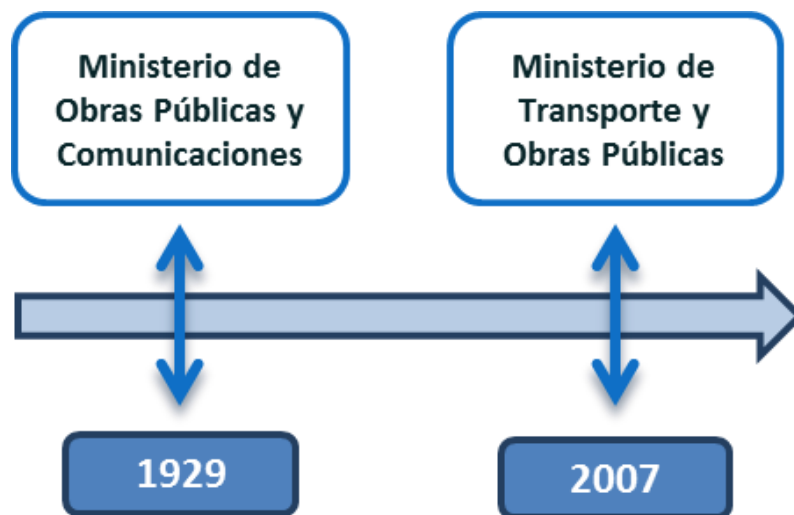 Ministerio de
Obras Públicas y
Comunicaciones
Ministerio de
Transporte y
Obras Públicas
1929
2007